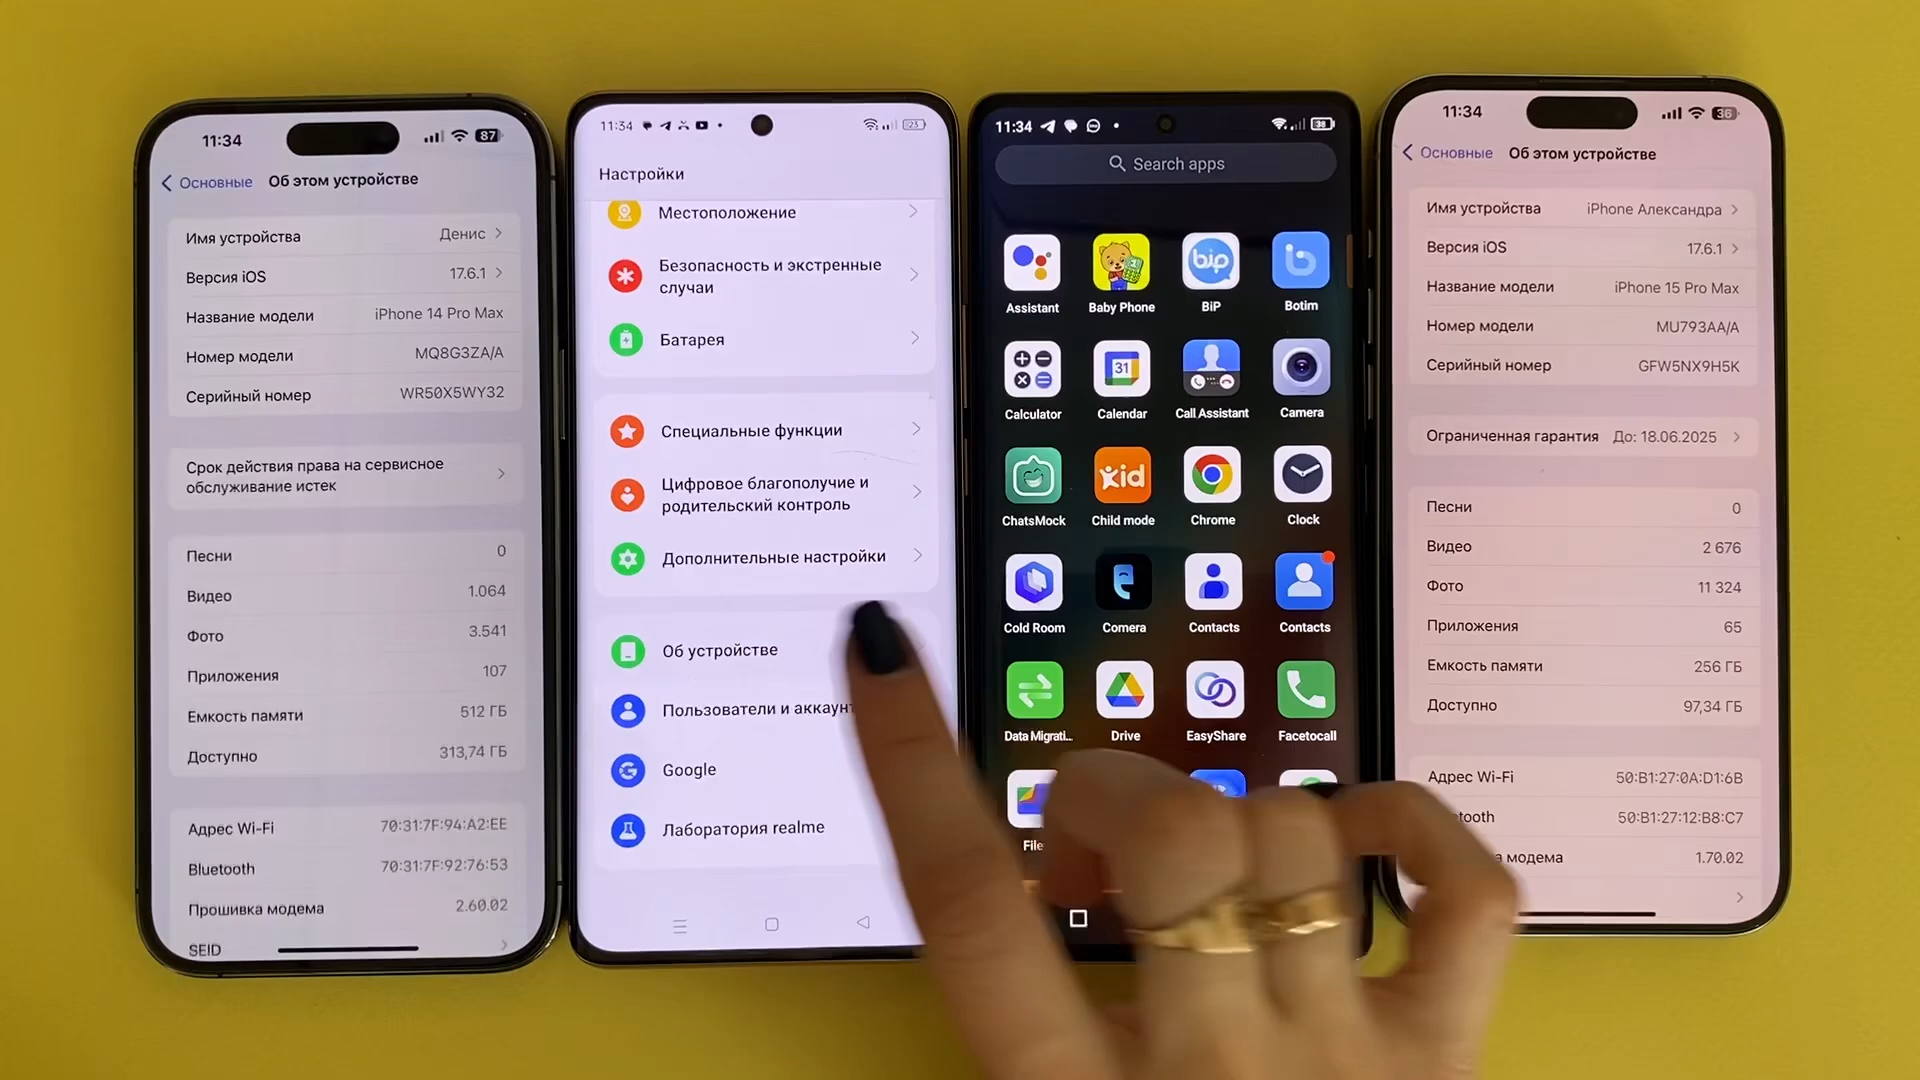 11:34
87
Основные
Об этом устройстве
Имя устройства
Денис
Версия iOS
17.6.1
Название модели
iPhone 14 Pro Max
Номер модели
MQ8G3ZA/A
Серийный номер
WR50X5WY32
Срок действия права на сервисное
обслуживание истек
Песни
0
Видео
1.064
Фото
3.541
Приложения
107
Емкость памяти
512 ГБ
Доступно
313,74 ГБ
Адрес Wi-Fi
70:31:7F:94:A2:EE
Bluetooth
70:31:7F:92:76:53
Прошивка модема
2.60.02
SEID
11:34
23
Настройки
Местоположение
Безопасность и экстренные
случаи
Батарея
Специальные функции
Цифровое благополучие и
родительский контроль
Дополнительные настройки
Об устройстве
Пользователи и аккаун
Google
Лаборатория realme
11:34
38
Search apps
Assistant
Baby Phone
bip
BiP
Botim
Calculator
31
Calendar
Call Assistant
Camera
ChatsMock
kid
Child mode
Chrome
Clock
Cold Room
Comera
Contacts
Contacts
Data Migrati...
Drive
EasyShare
Facetocall
File
11:34
36
Основные
Об этом устройстве
Имя устройства
iPhone Александра
Версия iOS
17.6.1
Название модели
iPhone 15 Pro Max
Номер модели
MU793AA/A
Серийный номер
GFW5NX9H5K
Ограниченная гарантия
До: 18.06.2025
Песни
0
Видео
2 676
Фото
11 324
Приложения
65
Емкость памяти
256 ГБ
Доступно
97,34 ГБ
Адрес Wi-Fi
50:B1:27:0A:D1:6B
tooth
50:B1:27:12:B8:C7
а модема
1.70.02